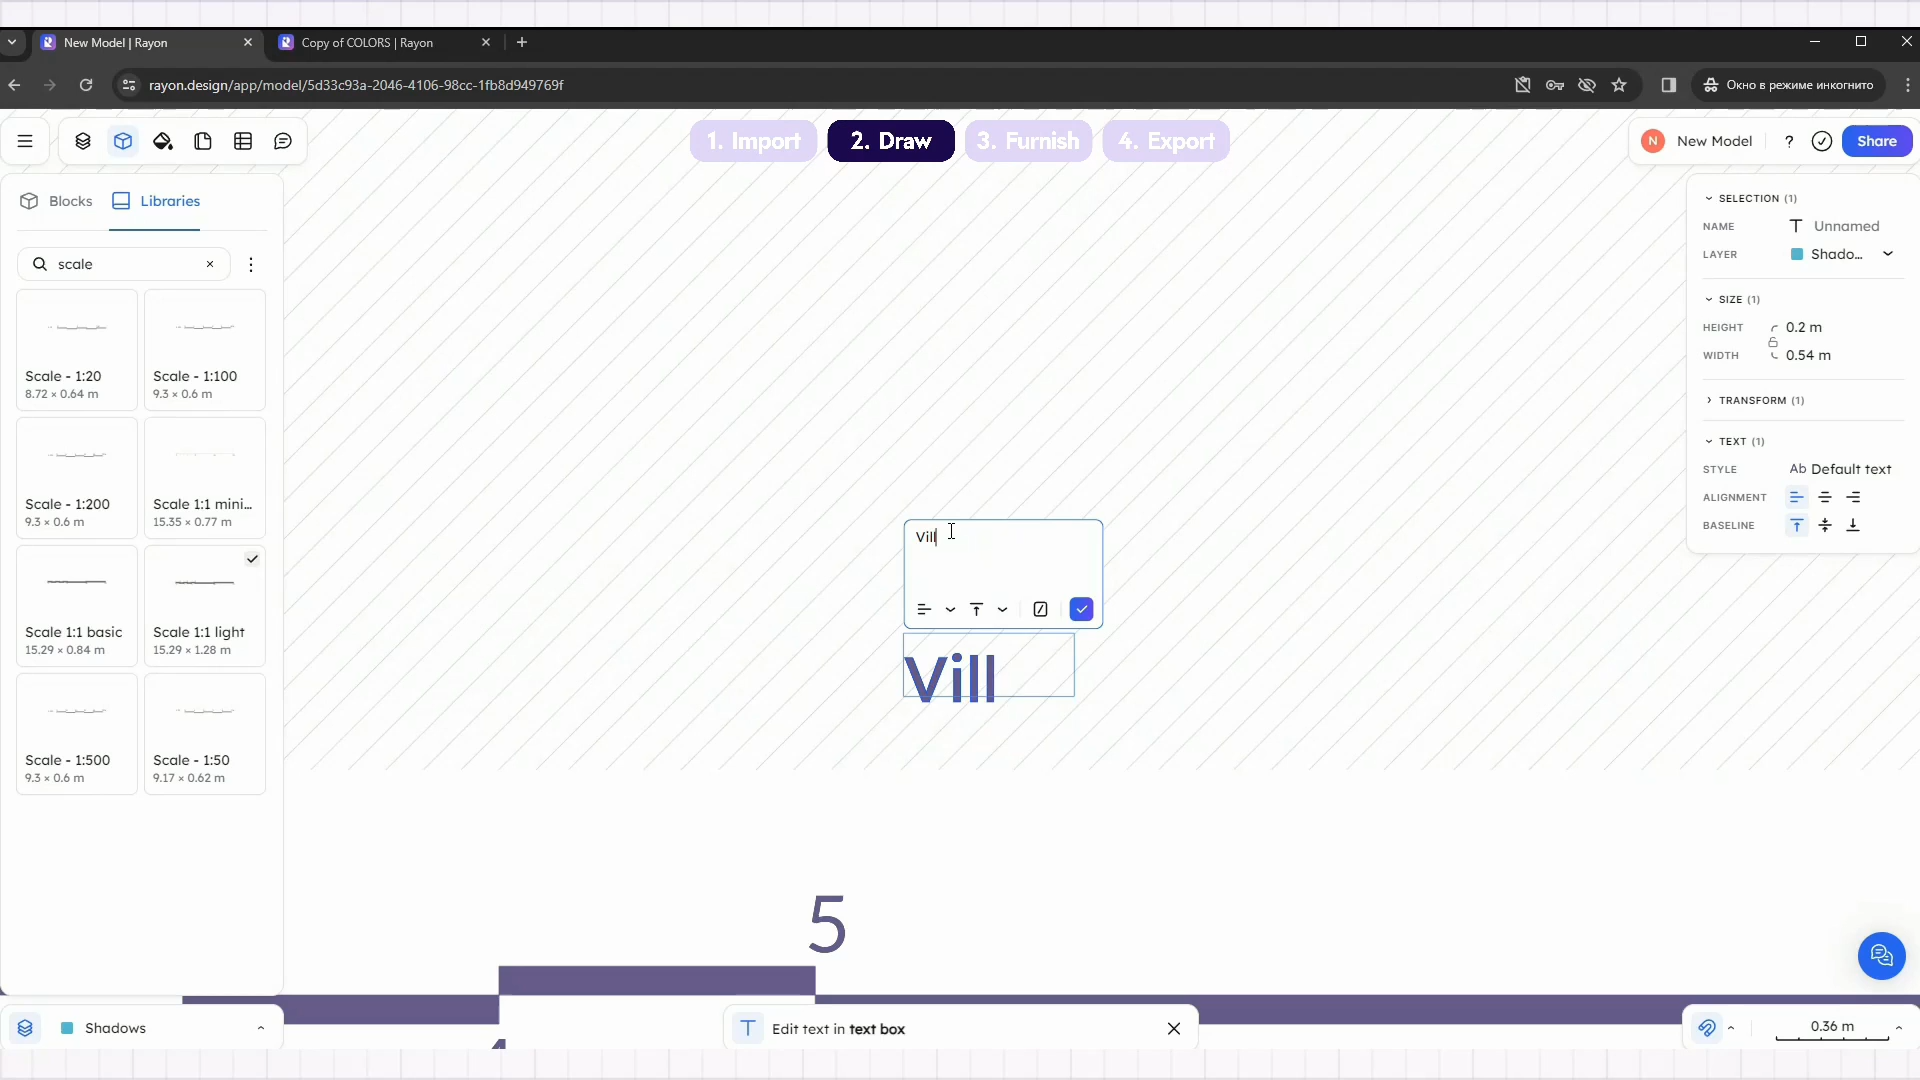 New Model | Rayon
Copy of COLORS | Rayon
rayon.design/app/model/5d33c93a-2046-4106-98cc-1fb8d949769f
Окно в режиме инкогнито
1. Import
2. Draw
3. Furnish
4. Export
N
New Model
?
Share
Blocks
Libraries
scale
Scale - 1:20
8.72 × 0.64 m
Scale - 1:100
9.3 × 0.6 m
Scale - 1:200
9.3 × 0.6 m
Scale 1:1 mini...
15.35 × 0.77 m
Scale 1:1 basic
15.29 × 0.84 m
Scale 1:1 light
15.29 × 1.28 m
Scale - 1:500
9.3 × 0.6 m
Scale - 1:50
9.17 × 0.62 m
Vill
Vill
5
SELECTION (1)
NAME
Unnamed
LAYER
Shado...
SIZE (1)
HEIGHT
0.2 m
WIDTH
0.54 m
TRANSFORM (1)
TEXT (1)
STYLE
Ab Default text
ALIGNMENT
BASELINE
Shadows
Edit text in text box
0.36 m